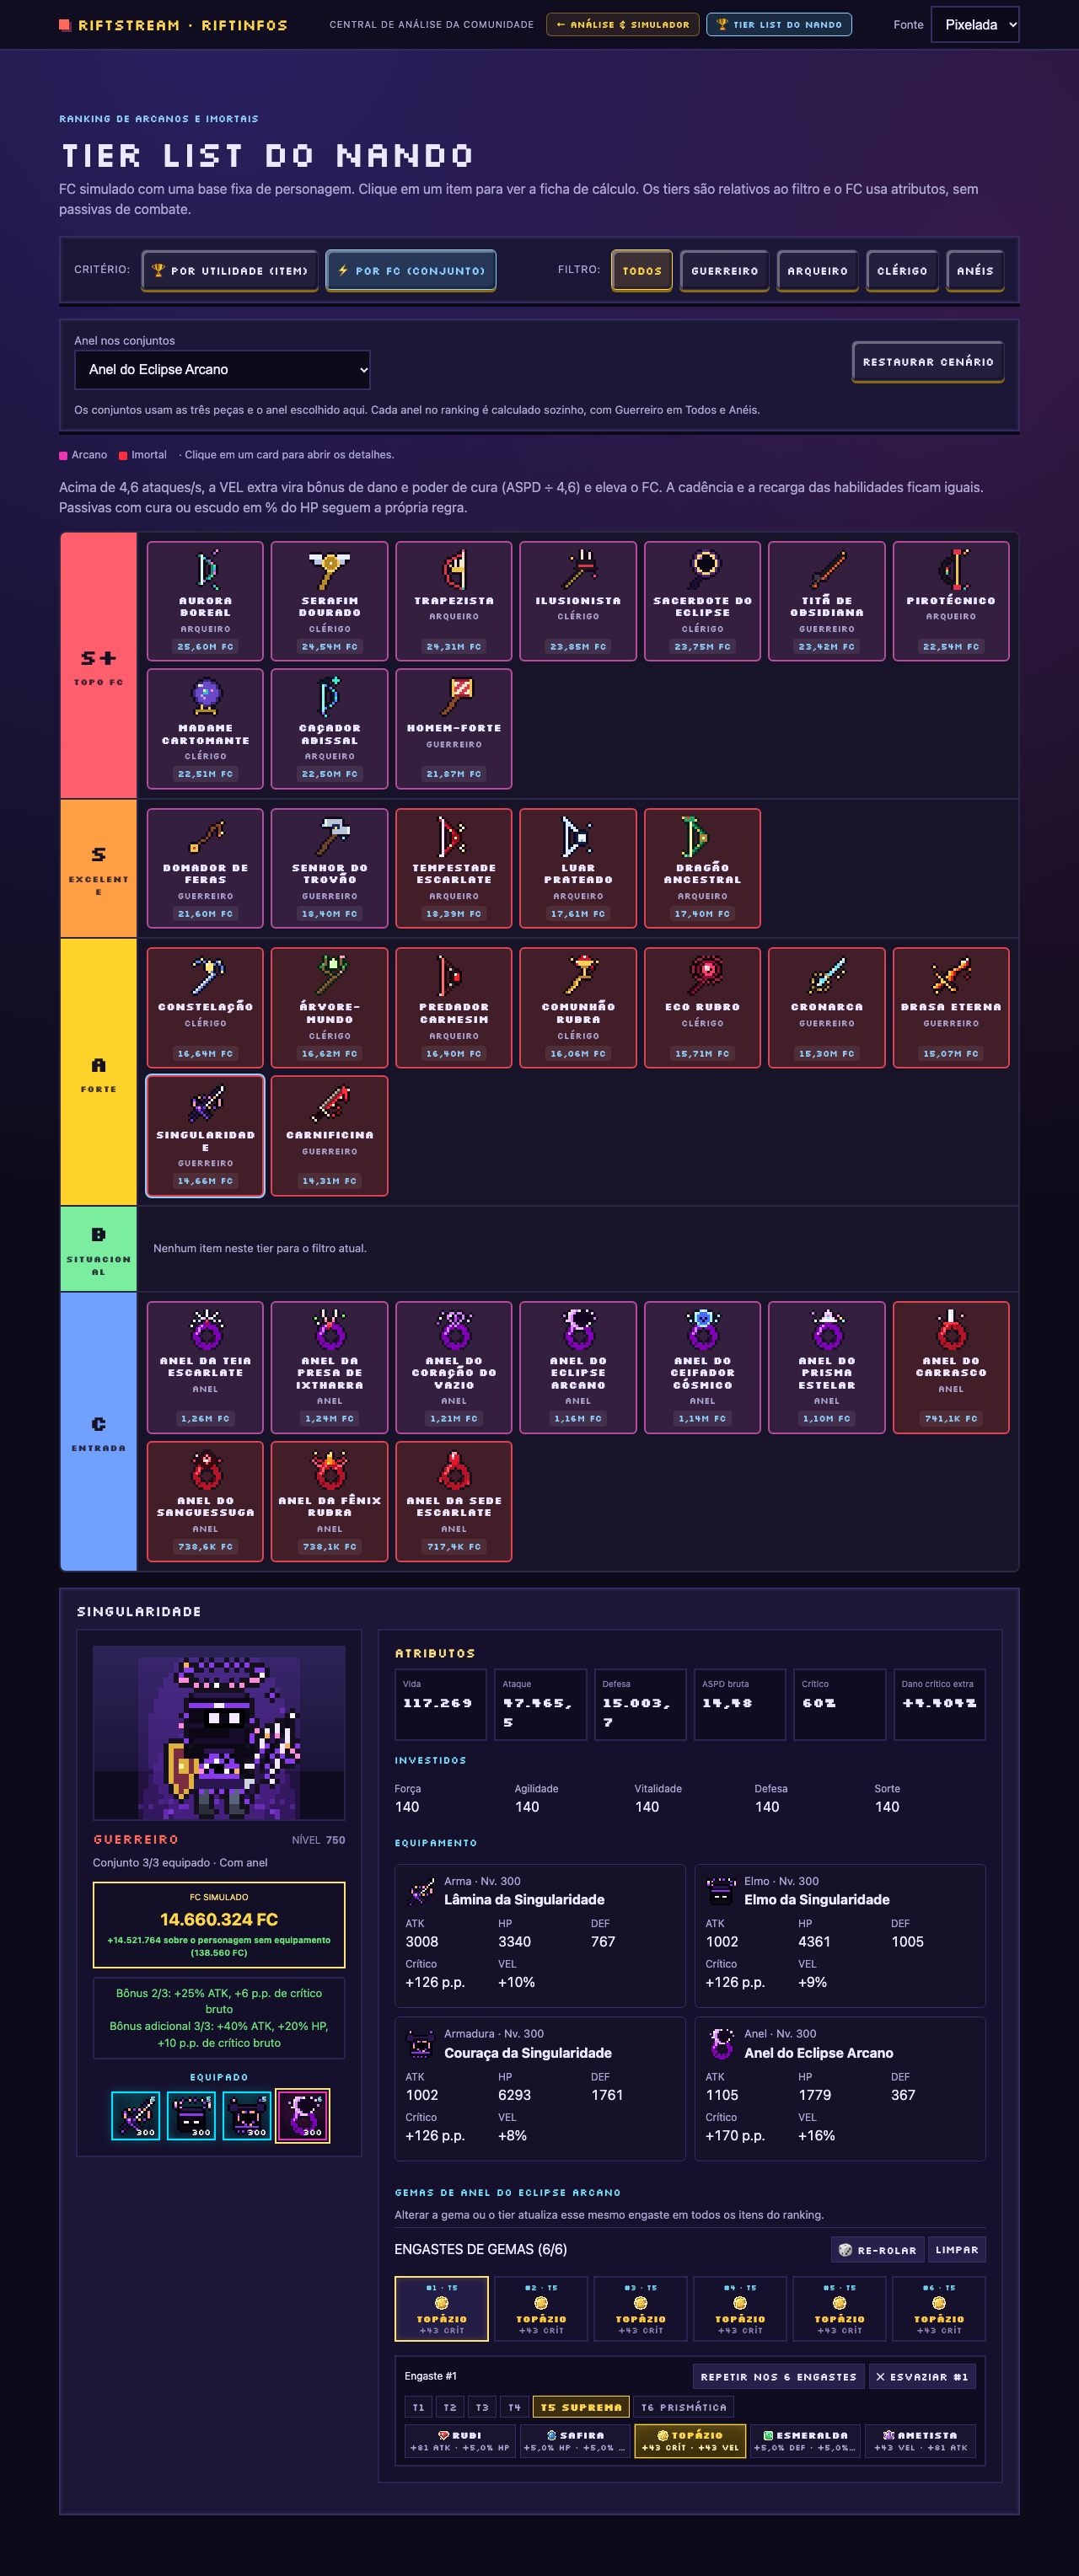 RIFTSTREAM · RIFTINFOS
CENTRAL DE ANÁLISE DA COMUNIDADE
← ANÁLISE & SIMULADOR
🏆 TIER LIST DO NANDO
Fonte
Pixelada
RANKING DE ARCANOS E IMORTAIS
TIER LIST DO NANDO
FC simulado com uma base fixa de personagem. Clique em um item para ver a ficha de cálculo. Os tiers são relativos ao filtro e o FC usa atributos, sem
passivas de combate.
CRITÉRIO:
🏆 POR UTILIDADE (ITEM)
⚡ POR FC (CONJUNTO)
FILTRO:
TODOS
GUERREIRO
ARQUEIRO
CLÉRIGO
ANÉIS
Anel nos conjuntos
Anel do Eclipse Arcano
RESTAURAR CENÁRIO
Os conjuntos usam as três peças e o anel escolhido aqui. Cada anel no ranking é calculado sozinho, com Guerreiro em Todos e Anéis.
Arcano
Imortal
· Clique em um card para abrir os detalhes.
Acima de 4,6 ataques/s, a VEL extra vira bônus de dano e poder de cura (ASPD ÷ 4,6) e eleva o FC. A cadência e a recarga das habilidades ficam iguais.
Passivas com cura ou escudo em % do HP seguem a própria regra.
S+
TOPO FC
AURORA
BOREAL
ARQUEIRO
25,60M FC
SERAFIM
DOURADO
CLÉRIGO
24,54M FC
TRAPEZISTA
ARQUEIRO
24,31M FC
ILUSIONISTA
CLÉRIGO
23,85M FC
SACERDOTE DO
ECLIPSE
CLÉRIGO
23,75M FC
TITÃ DE
OBSIDIANA
GUERREIRO
23,42M FC
PIROTÉCNICO
ARQUEIRO
22,54M FC
MADAME
CARTOMANTE
CLÉRIGO
22,51M FC
CAÇADOR
ABISSAL
ARQUEIRO
22,50M FC
HOMEM-FORTE
GUERREIRO
21,87M FC
S
EXCELENT
E
DOMADOR DE
FERAS
GUERREIRO
21,60M FC
SENHOR DO
TROVÃO
GUERREIRO
18,40M FC
TEMPESTADE
ESCARLATE
ARQUEIRO
18,39M FC
LUAR
PRATEADO
ARQUEIRO
17,61M FC
DRAGÃO
ANCESTRAL
ARQUEIRO
17,40M FC
A
FORTE
CONSTELAÇÃO
CLÉRIGO
16,64M FC
ÁRVORE-
MUNDO
CLÉRIGO
16,62M FC
PREDADOR
CARMESIM
ARQUEIRO
16,40M FC
COMUNHÃO
RUBRA
CLÉRIGO
16,06M FC
ECO RUBRO
CLÉRIGO
15,71M FC
CRONARCA
GUERREIRO
15,30M FC
BRASA ETERNA
GUERREIRO
15,07M FC
SINGULARIDAD
E
GUERREIRO
14,66M FC
CARNIFICINA
GUERREIRO
14,31M FC
B
SITUACION
AL
Nenhum item neste tier para o filtro atual.
C
ENTRADA
ANEL DA TEIA
ESCARLATE
ANEL
1,26M FC
ANEL DA
PRESA DE
IXTHARRA
ANEL
1,24M FC
ANEL DO
CORAÇÃO DO
VAZIO
ANEL
1,21M FC
ANEL DO
ECLIPSE
ARCANO
ANEL
1,16M FC
ANEL DO
CEIFADOR
CÓSMICO
ANEL
1,14M FC
ANEL DO
PRISMA
ESTELAR
ANEL
1,10M FC
ANEL DO
CARRASCO
ANEL
741,1K FC
ANEL DO
SANGUESSUGA
ANEL
738,6K FC
ANEL DA FÊNIX
RUBRA
ANEL
738,1K FC
ANEL DA SEDE
ESCARLATE
ANEL
717,4K FC
SINGULARIDADE
GUERREIRO
NÍVEL 750
Conjunto 3/3 equipado · Com anel
FC SIMULADO
14.660.324 FC
+14.521.764 sobre o personagem sem equipamento
(138.560 FC)
Bônus 2/3: +25% ATK, +6 p.p. de crítico
bruto
Bônus adicional 3/3: +40% ATK, +20% HP,
+10 p.p. de crítico bruto
EQUIPADO
300
300
300
300
ATRIBUTOS
Vida
117.269
Ataque
47.465,
5
Defesa
15.003,
7
ASPD bruta
14,48
Crítico
60%
Dano crítico extra
+4.404%
INVESTIDOS
Força
140
Agilidade
140
Vitalidade
140
Defesa
140
Sorte
140
EQUIPAMENTO
Arma · Nv. 300
Lâmina da Singularidade
ATK HP DEF
3008 3340 767
Crítico VEL
+126 p.p. +10%
Elmo · Nv. 300
Elmo da Singularidade
ATK HP DEF
1002 4361 1005
Crítico VEL
+126 p.p. +9%
Armadura · Nv. 300
Couraça da Singularidade
ATK HP DEF
1002 6293 1761
Crítico VEL
+126 p.p. +8%
Anel · Nv. 300
Anel do Eclipse Arcano
ATK HP DEF
1105 1779 367
Crítico VEL
+170 p.p. +16%
GEMAS DE ANEL DO ECLIPSE ARCANO
Alterar a gema ou o tier atualiza esse mesmo engaste em todos os itens do ranking.
ENGASTES DE GEMAS (6/6)
🎲 RE-ROLAR
LIMPAR
#1 · T5
TOPÁZIO
+43 CRÍT
#2 · T5
TOPÁZIO
+43 CRÍT
#3 · T5
TOPÁZIO
+43 CRÍT
#4 · T5
TOPÁZIO
+43 CRÍT
#5 · T5
TOPÁZIO
+43 CRÍT
#6 · T5
TOPÁZIO
+43 CRÍT
Engaste #1
REPETIR NOS 6 ENGASTES
✕ ESVAZIAR #1
T1
T2
T3
T4
T5 SUPREMA
T6 PRISMÁTICA
RUBI
+81 ATK · +5,0% HP
SAFIRA
+5,0% HP · +5,0% …
TOPÁZIO
+43 CRÍT · +43 VEL
ESMERALDA
+5,0% DEF · +5,0%…
AMETISTA
+43 VEL · +81 ATK